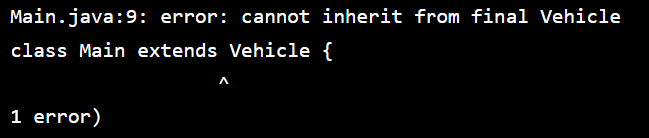 Main.java:9: error: cannot inherit from final Vehicle
class Main extends Vehicle {
^
1 error)